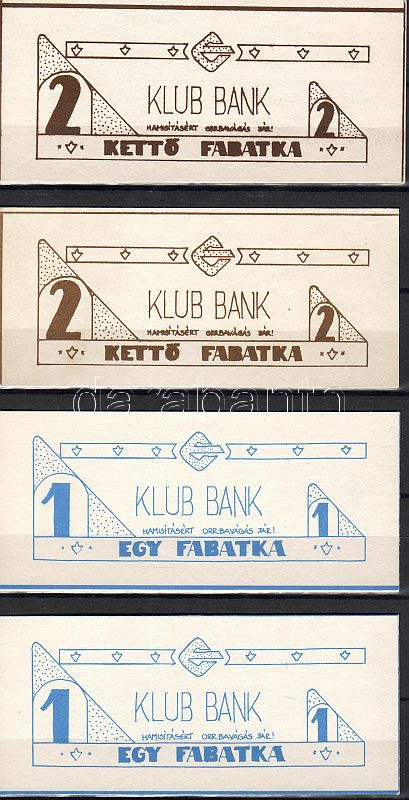 KLUB BANK
2
HAMISÍTÁSÉRT ORRBAVÁGÁS JÁR!
2
KETTŐ FABATKA
KLUB BANK
2
HAMISÍTÁSÉRT ORRBAVÁGÁS JÁR!
2
KETTŐ FABATKA
darabanth
1
KLUB BANK
1
HAMISÍTÁSÉRT ORRBAVÁGÁS JÁR!
EGY FABATKA
1
KLUB BANK
1
HAMISÍTÁSÉRT ORRBAVÁGÁS JÁR!
EGY FABATKA